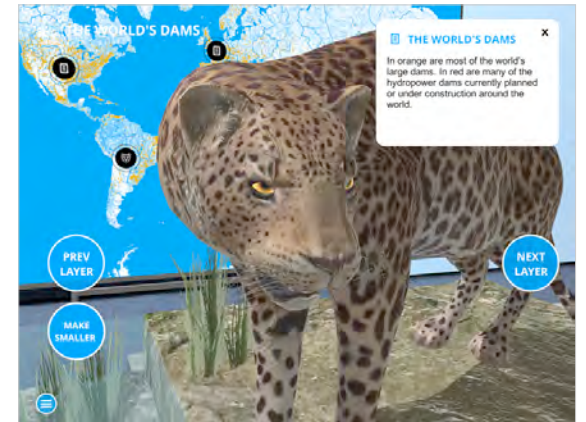 THE WORLD'S DAMS
THE WORLD'S DAMS
X
In orange are most of the world's
large dams. In red are many of the
hydropower dams currently planned
or under construction around the
world.
PREV
LAYER
NEXT
LAYER
MAKE
SMALLER